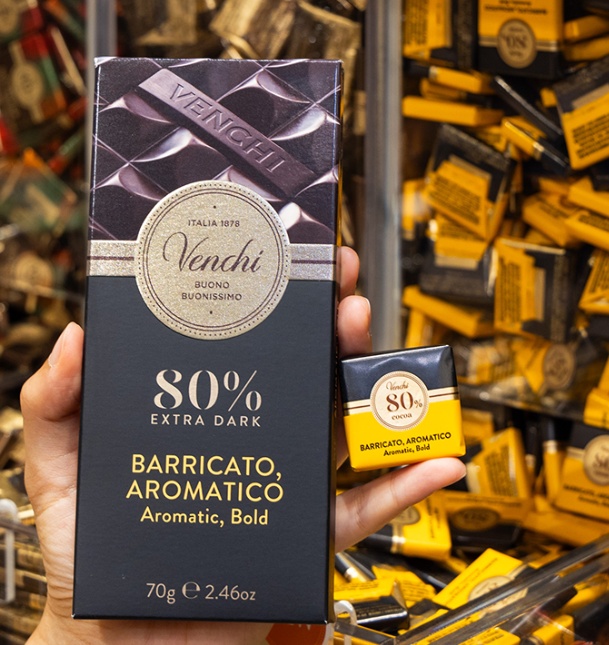 VENCHI
ITALIA 1878
Venchi
BUONO
BUONISSIMO
80%
EXTRA DARK
BARRICATO,
AROMATICO
Aromatic, Bold
70g ℮ 2.46oz
Venchi
80%
cocoa
BARRICATO, AROMATICO
Aromatic, Bold